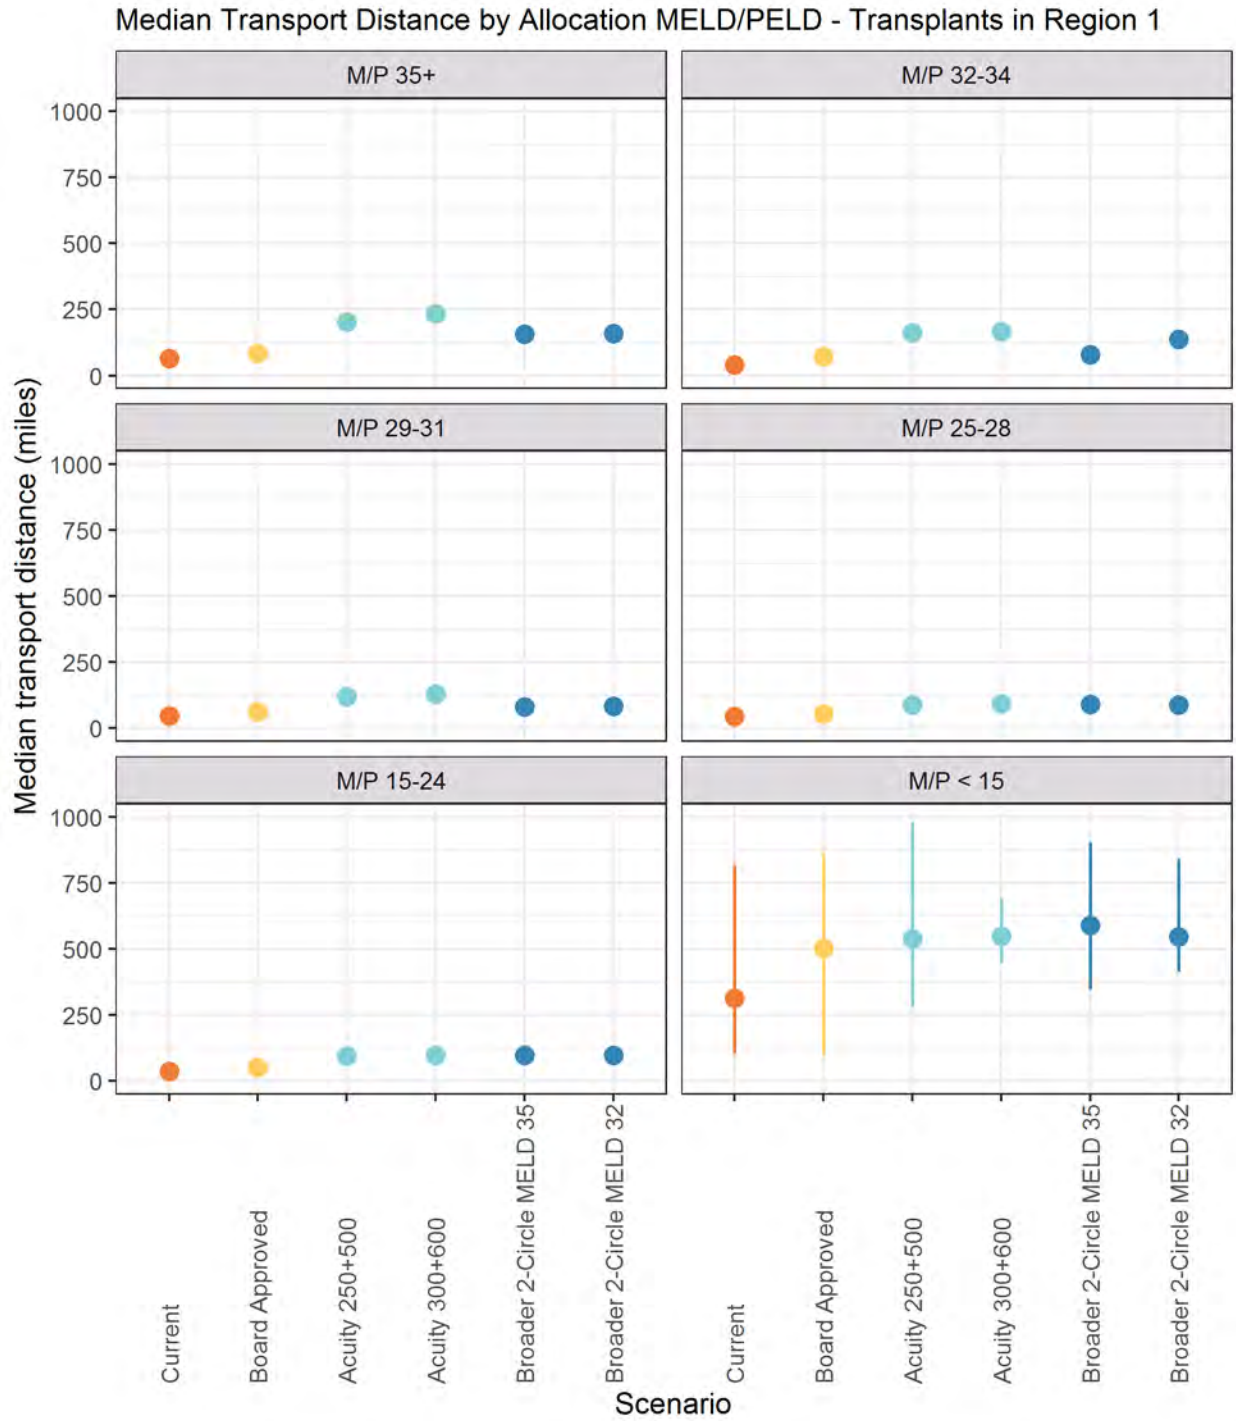 Median Transport Distance by Allocation MELD/PELD - Transplants in Region 1
M/P 35+
M/P 32-34
1000
750
500
250
0
M/P 29-31
M/P 25-28
1000
750
500
250
0
M/P 15-24
M/P < 15
1000
750
500
250
0
Median transport distance (miles)
Current
Board Approved
Acuity 250+500
Acuity 300+600
Broader 2-Circle MELD 35
Broader 2-Circle MELD 32
Current
Board Approved
Acuity 250+500
Acuity 300+600
Broader 2-Circle MELD 35
Broader 2-Circle MELD 32
Scenario